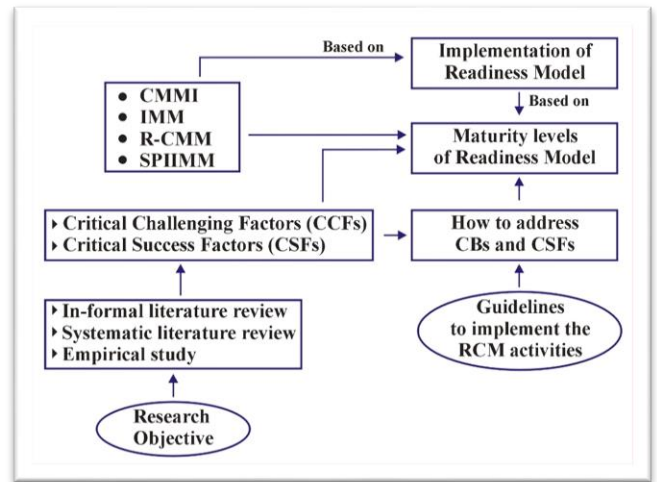 Based on
Implementation of
Readiness Model
Based on
• CMMI
• IMM
• R-CMM
• SPIIMM
Maturity levels
of Readiness Model
Critical Challenging Factors (CCFs)
Critical Success Factors (CSFs)
How to address
CBs and CSFs
In-formal literature review
Systematic literature review
Empirical study
Guidelines
to implement the
RCM activities
Research
Objective